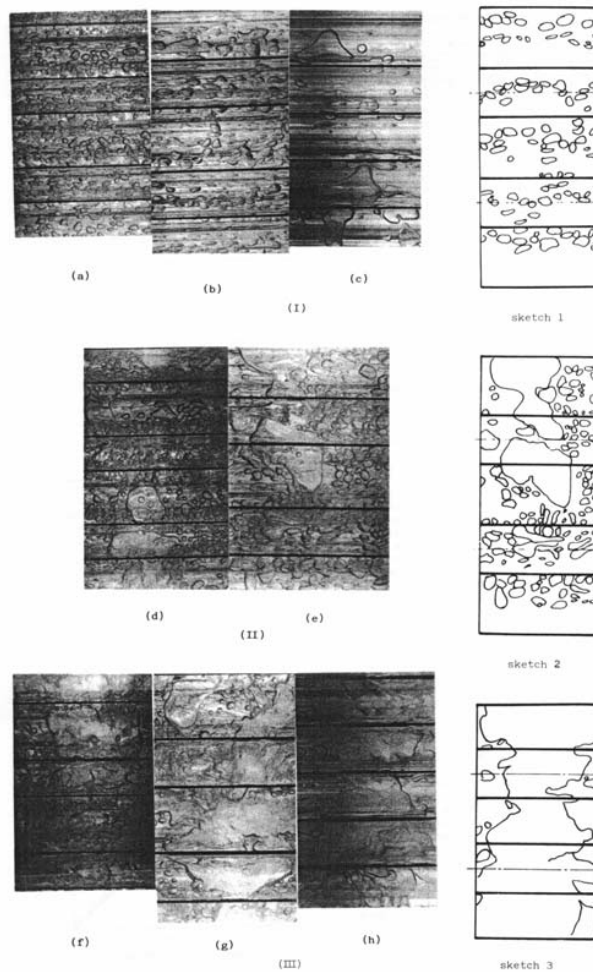 (a)
(b)
(c)
(I)
sketch 1
(d)
(e)
(II)
sketch 2
(f)
(g)
(h)
(III)
sketch 3